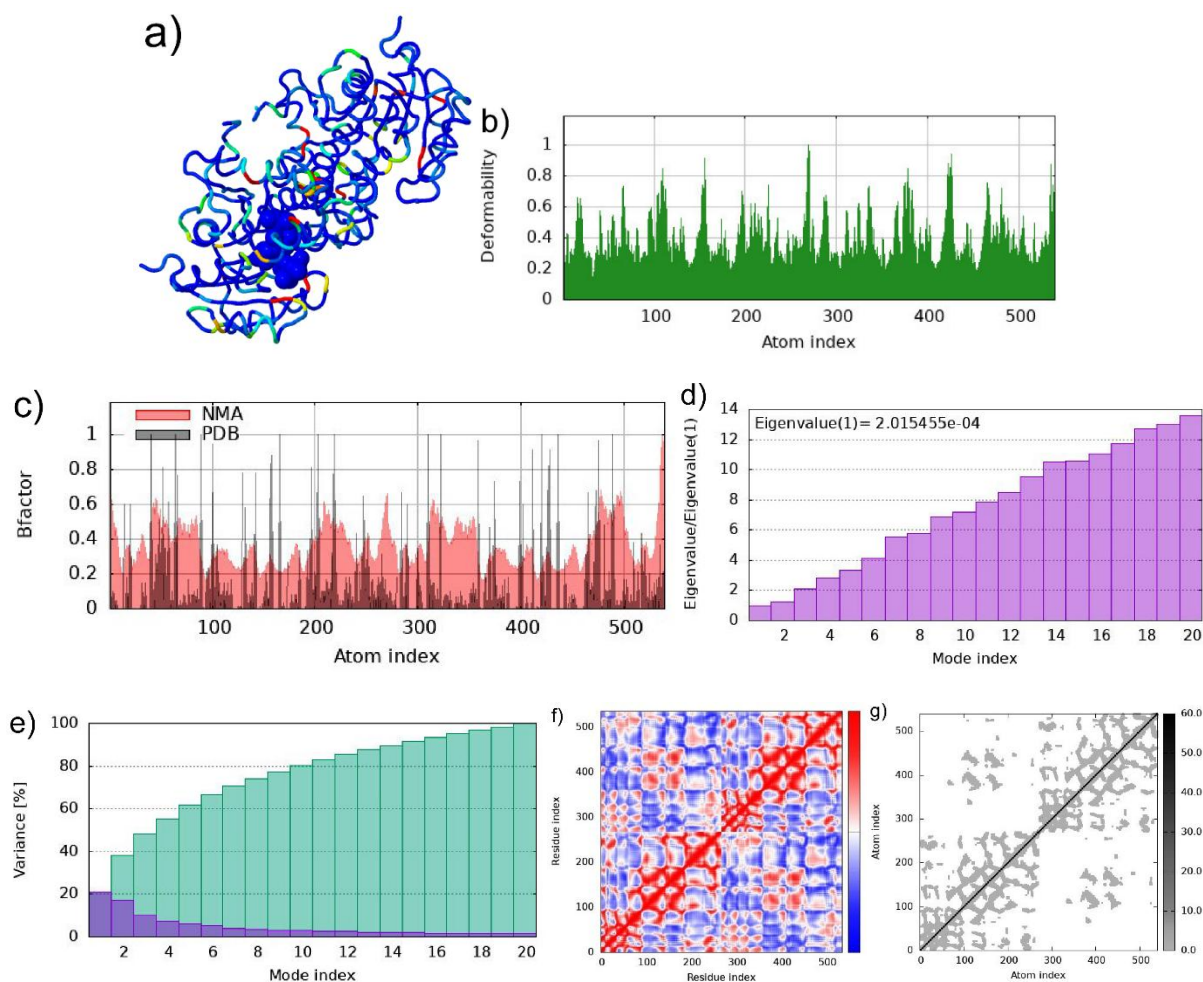 a)
b)
Deformability
1
0.8
0.6
0.4
0.2
0
100 200 300 400 500
Atom index
c)
NMA
PDB
Bfactor
1
0.8
0.6
0.4
0.2
0
100 200 300 400 500
Atom index
d)
Eigenvalue(1)= 2.015455e-04
Eigenvalue/Eigenvalue(1)
14
12
10
8
6
4
2
0
2 4 6 8 10 12 14 16 18 20
Mode index
e)
Variance [%]
100
80
60
40
20
0
2 4 6 8 10 12 14 16 18 20
Mode index
f)
Residue index
500
400
300
200
100
0
0 100 200 300 400 500
Residue index
g)
Atom index
500
400
300
200
100
0
0 100 200 300 400 500
Atom index
60.0
50.0
40.0
30.0
20.0
10.0
0.0